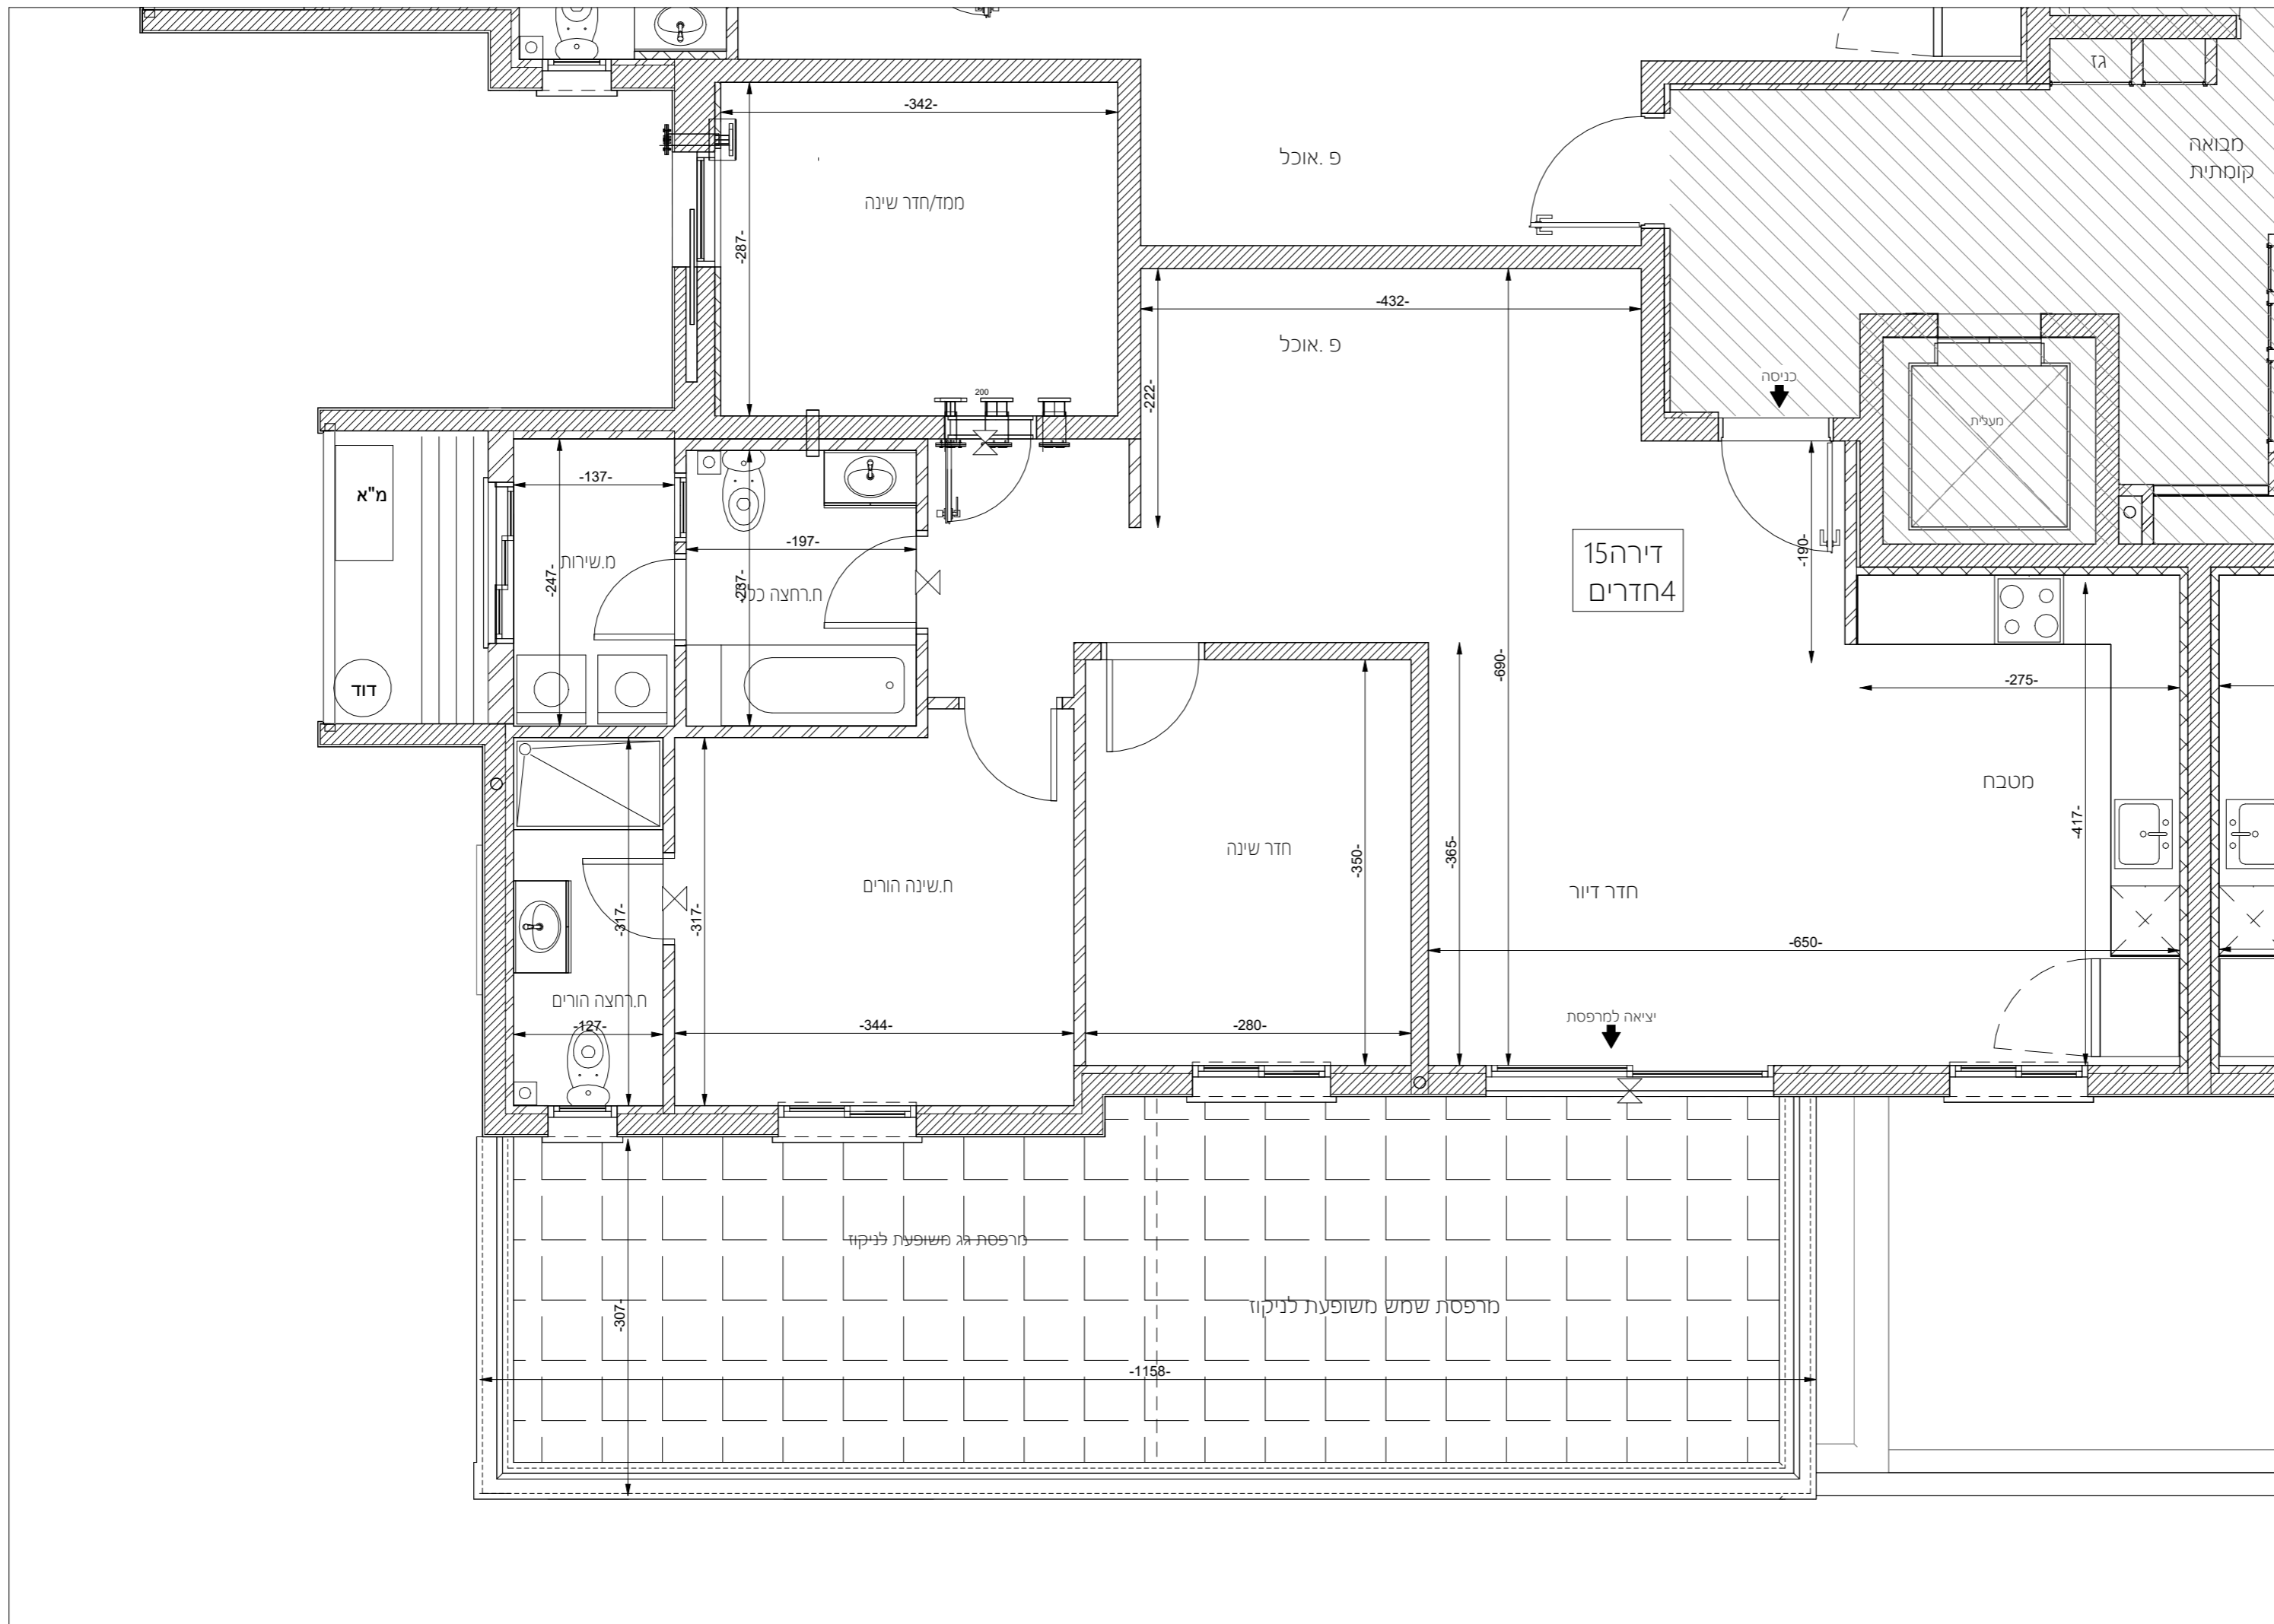 גז
-342-
מבואה
קומתית
פ .אוכל
ממד/חדר שינה
-287-
-432-
פ .אוכל
כניסה
-222-
200
מעלית
מ"א
-137-
-197-
דירה15
4חדרים
-190-
מ.שירות
-247-
-237-
ח.רחצה כללי
דוד
-690-
-275-
מטבח
-417-
חדר שינה
-350-
-365-
ח.שינה הורים
חדר דיור
-317-
-317-
-650-
ח.רחצה הורים
יציאה למרפסת
-127-
-344-
-280-
מרפסת גג משופעת לניקוז
מרפסת שמש משופעת לניקוז
-307-
-1158-